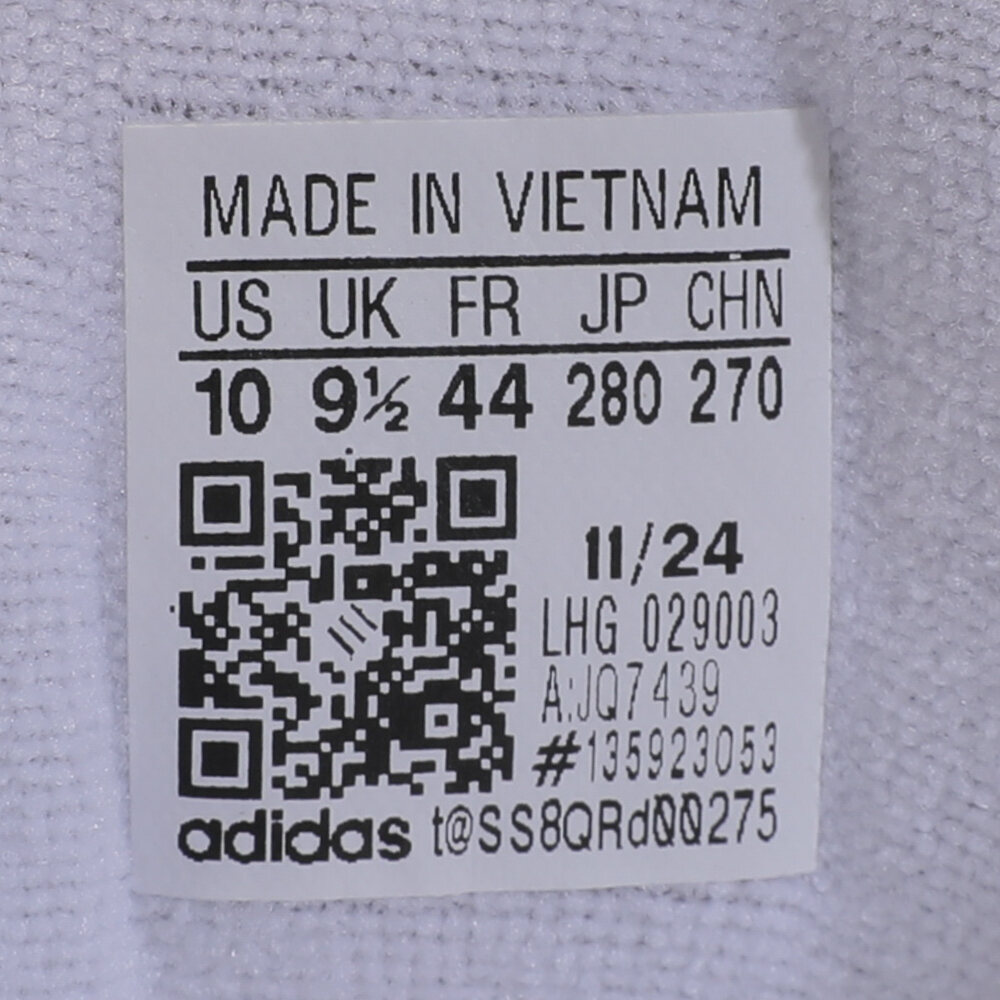 MADE IN VIETNAM
US UK FR JP CHN
10 9½ 44 280 270
11/24
LHG 029003
A:JQ7439
#135923053
adidas t@SS8QRd00275